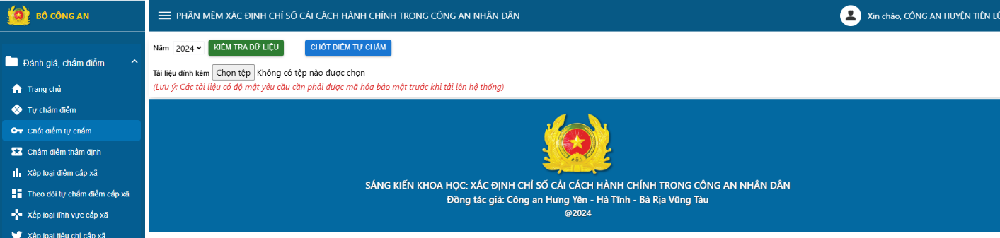 BỘ CÔNG AN
PHẦN MỀM XÁC ĐỊNH CHỈ SỐ CẢI CÁCH HÀNH CHÍNH TRONG CÔNG AN NHÂN DÂN
Xin chào, CÔNG AN HUYỆN TIÊN
Đánh giá, chấm điểm
Trang chủ
Tự chấm điểm
Chốt điểm tự chấm
Chấm điểm thẩm định
Xếp loại điểm cấp xã
Theo dõi tự chấm điểm cấp xã
Xếp loại lĩnh vực cấp xã
Xếp loại tiêu chí cấp xã
Năm 2024 KIỂM TRA DỮ LIỆU CHỐT ĐIỂM TỰ CHẤM
Tài liệu đính kèm Chọn tệp Không có tệp nào được chọn
(Lưu ý: Các tài liệu có độ mật yêu cầu cần phải được mã hóa bảo mật trước khi tải lên hệ thống)
SÁNG KIẾN KHOA HỌC: XÁC ĐỊNH CHỈ SỐ CẢI CÁCH HÀNH CHÍNH TRONG CÔNG AN NHÂN DÂN
Đồng tác giả: Công an Hưng Yên - Hà Tĩnh - Bà Rịa Vũng Tàu
@2024